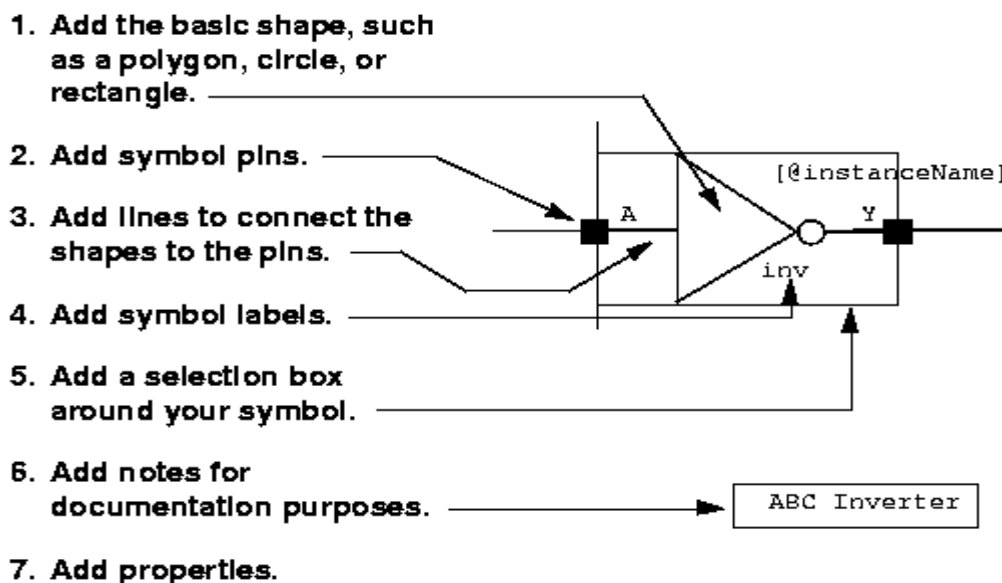 1. Add the basic shape, such
as a polygon, circle, or
rectangle.
2. Add symbol pins.
3. Add lines to connect the
shapes to the pins.
4. Add symbol labels.
5. Add a selection box
around your symbol.
6. Add notes for
documentation purposes.
7. Add properties.
[@instanceName]
A
Y
inv
ABC Inverter